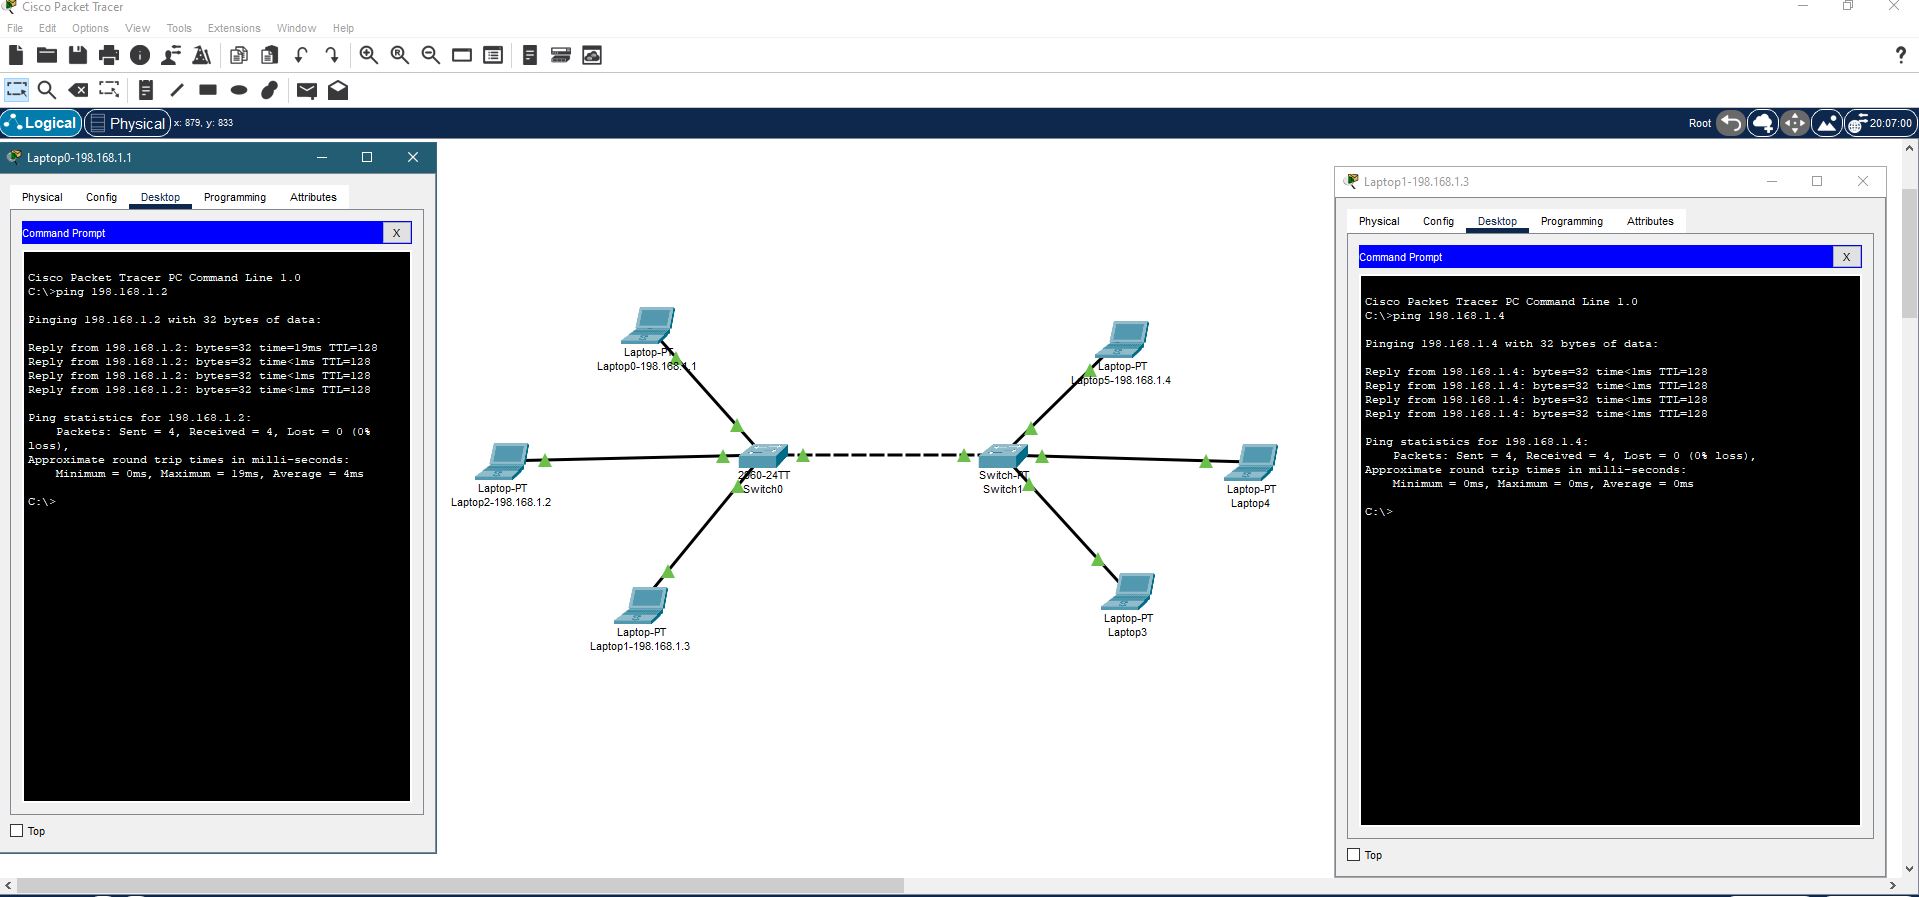 Cisco Packet Tracer
File Edit Options View Tools Extensions Window Help
Logical Physical x: 879, y: 833 Root 20:07:00
Laptop0-198.168.1.1
Physical Config Desktop Programming Attributes
Command Prompt X
Cisco Packet Tracer PC Command Line 1.0
C:\>ping 198.168.1.2
Pinging 198.168.1.2 with 32 bytes of data:
Reply from 198.168.1.2: bytes=32 time=19ms TTL=128
Reply from 198.168.1.2: bytes=32 time<1ms TTL=128
Reply from 198.168.1.2: bytes=32 time<1ms TTL=128
Reply from 198.168.1.2: bytes=32 time<1ms TTL=128
Ping statistics for 198.168.1.2:
Packets: Sent = 4, Received = 4, Lost = 0 (0%
loss),
Approximate round trip times in milli-seconds:
Minimum = 0ms, Maximum = 19ms, Average = 4ms
C:\>
Top
Laptop-PT
Laptop0-198.168.1.1
Laptop-PT
Laptop5-198.168.1.4
Laptop-PT
Laptop2-198.168.1.2
2960-24TT
Switch0
Switch-PT
Switch1
Laptop-PT
Laptop4
Laptop-PT
Laptop1-198.168.1.3
Laptop-PT
Laptop3
Laptop1-198.168.1.3
Physical Config Desktop Programming Attributes
Command Prompt X
Cisco Packet Tracer PC Command Line 1.0
C:\>ping 198.168.1.4
Pinging 198.168.1.4 with 32 bytes of data:
Reply from 198.168.1.4: bytes=32 time<1ms TTL=128
Reply from 198.168.1.4: bytes=32 time<1ms TTL=128
Reply from 198.168.1.4: bytes=32 time<1ms TTL=128
Reply from 198.168.1.4: bytes=32 time<1ms TTL=128
Ping statistics for 198.168.1.4:
Packets: Sent = 4, Received = 4, Lost = 0 (0% loss),
Approximate round trip times in milli-seconds:
Minimum = 0ms, Maximum = 0ms, Average = 0ms
C:\>
Top